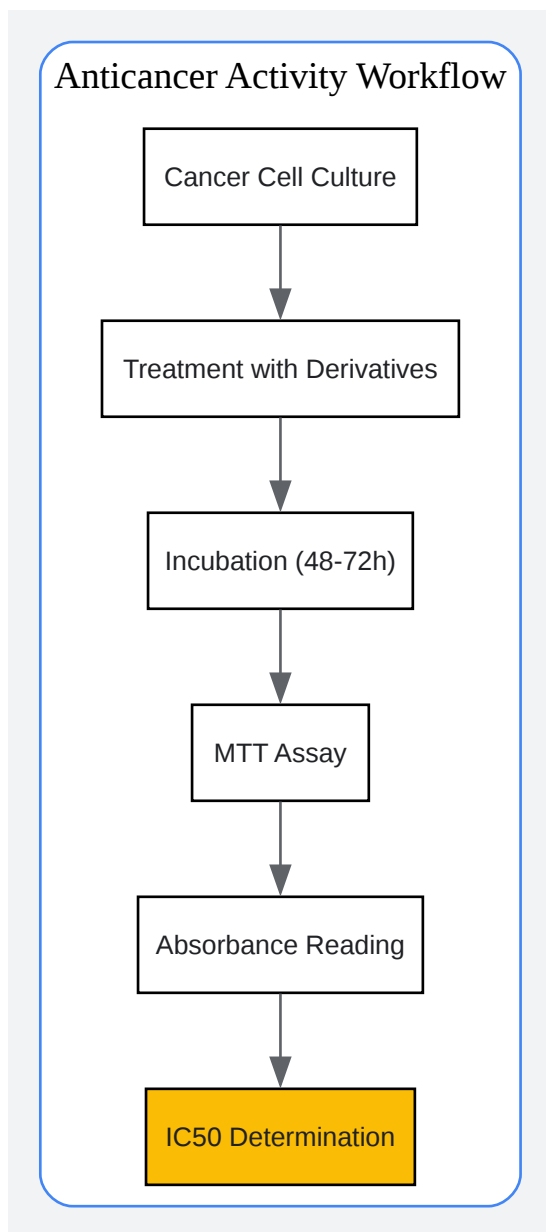 Anticancer Activity Workflow
Cancer Cell Culture
Treatment with Derivatives
Incubation (48-72h)
MTT Assay
Absorbance Reading
IC50 Determination